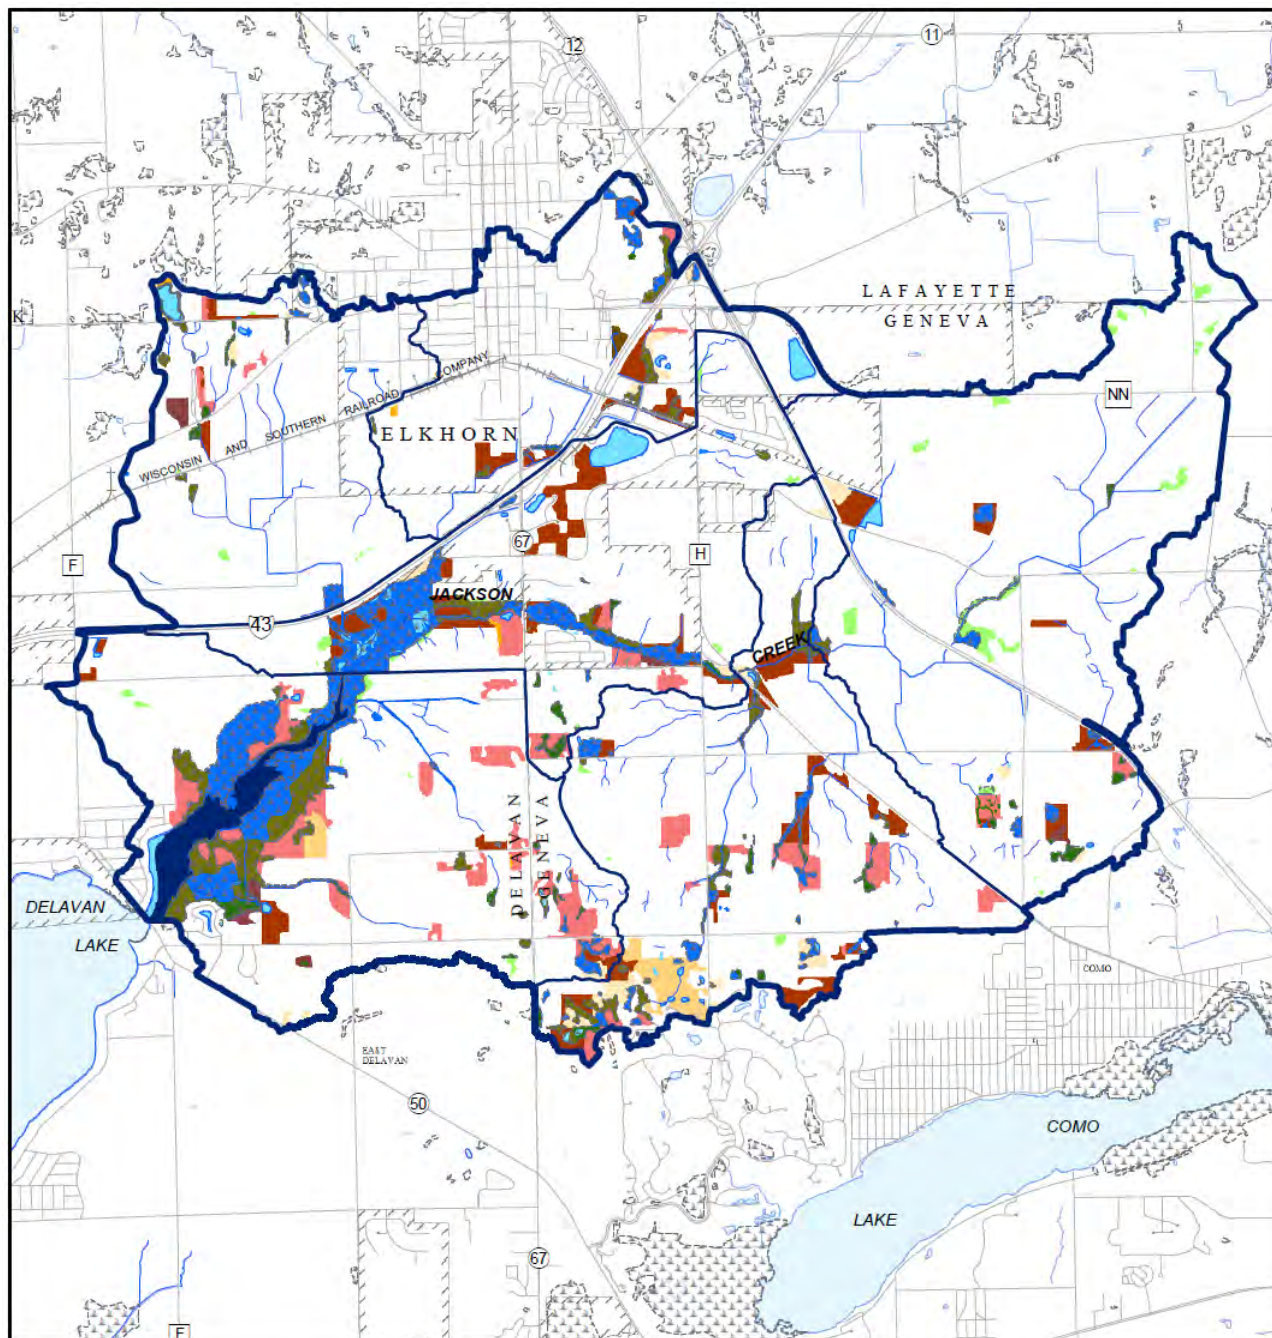 12
11
LAFAYETTE
GENEVA
K
NN
WISCONSIN AND SOUTHERN RAILROAD COMPANY
ELKHORN
67
H
F
JACKSON
43
CREEK
DELAVAN
GENEVA
DELAVAN
LAKE
COMO
EAST
DELAVAN
50
COMO
LAKE
67
F